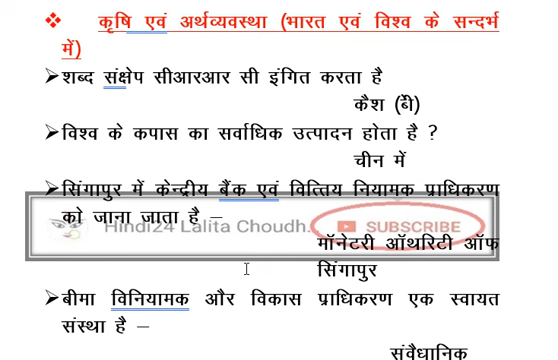 ❖ कृषि एवं अर्थव्यवस्था (भारत एवं विश्व के सन्दर्भ
में)
➤शब्द संक्षेप सीआरआर सी इंगित करता है
कैश (बी)
➤विश्व के कपास का सर्वाधिक उत्पादन होता है ?
चीन में
➤सिंगापुर में केन्द्रीय बैंक एवं वित्तिय नियामक प्राधिकरण
को जाना जाता है –
Hindi24 Lalita Choudh. SUBSCRIBE
मॉनेटरी ऑथरिटी ऑफ
सिंगापुर
➤बीमा विनियामक और विकास प्राधिकरण एक स्वायत
संस्था है –
संवैधानिक